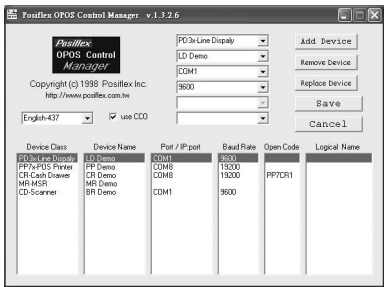 Posiflex OPOS Control Manager v.1.3.2.6
Posiflex
OPOS Control
Manager
Copyright (c) 1998 Posiflex Inc.
http://www.posiflex.com.tw
English-437
use CCO
PD3x-Line Dispaly
LD Demo
COM1
9600
Add Device
Remove Device
Replace Device
Save
Cancel
Device Class Device Name Port / IP:port Baud Rate Open Code Logical Name
PD3x-Line Dispaly LD Demo COM1 9600
PP7x-POS Printer PP Demo COM8 19200
CR-Cash Drawer CR Demo COM8 19200 PP7CR1
MR-MSR MR Demo
CD-Scanner BR Demo COM1 9600